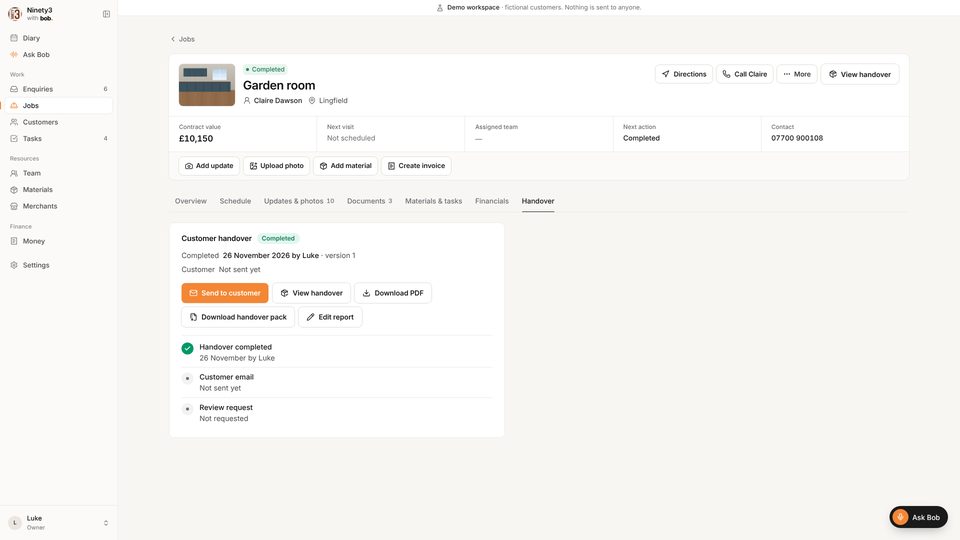 Demo workspace · fictional customers. Nothing is sent to anyone.
Ninety3
with bob.
Diary
Ask Bob
Work
Enquiries 6
Jobs
Customers
Tasks 4
Resources
Team
Materials
Merchants
Finance
Money
Settings
Luke
L
Owner
Jobs
Completed
Garden room
Claire Dawson Lingfield
Directions
Call Claire
More
View handover
Contract value
£10,150
Next visit
Not scheduled
Assigned team
—
Next action
Completed
Contact
07700 900108
Add update
Upload photo
Add material
Create invoice
Overview
Schedule
Updates & photos 10
Documents 3
Materials & tasks
Financials
Handover
Customer handover Completed
Completed 26 November 2026 by Luke · version 1
Customer Not sent yet
Send to customer
View handover
Download PDF
Download handover pack
Edit report
Handover completed
26 November by Luke
Customer email
Not sent yet
Review request
Not requested
Ask Bob